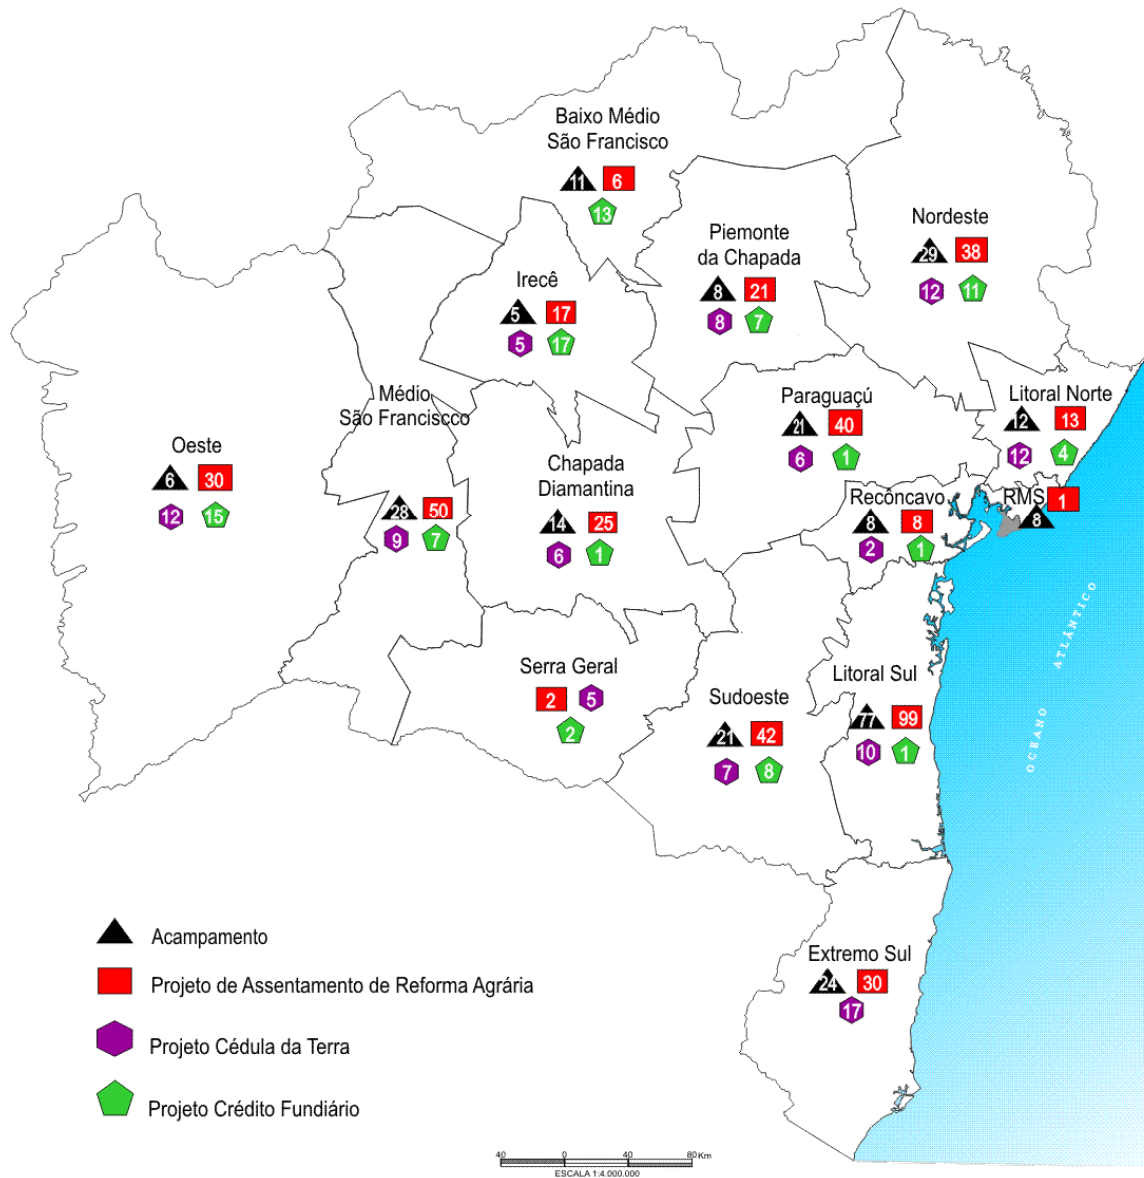 Baixo Médio
São Francisco
11 6
13
Nordeste
29 38
12 11
Piemonte
da Chapada
8 21
8 7
Irecê
5 17
5 17
Médio
São Franciscco
28 50
9 7
Paraguaçú
21 40
6 1
Litoral Norte
12 13
12 4
Oeste
6 30
12 15
Chapada
Diamantina
14 25
6 1
Recôncavo
8 8
2 1
RMS 1
8
Serra Geral
2 5
2
Sudoeste
21 42
7 8
Litoral Sul
77 99
10 1
OCEANO ATLÂNTICO
Extremo Sul
24 30
17
Acampamento
Projeto de Assentamento de Reforma Agrária
Projeto Cédula da Terra
Projeto Crédito Fundiário
40 0 40 80 Km
ESCALA 1:4.000.000